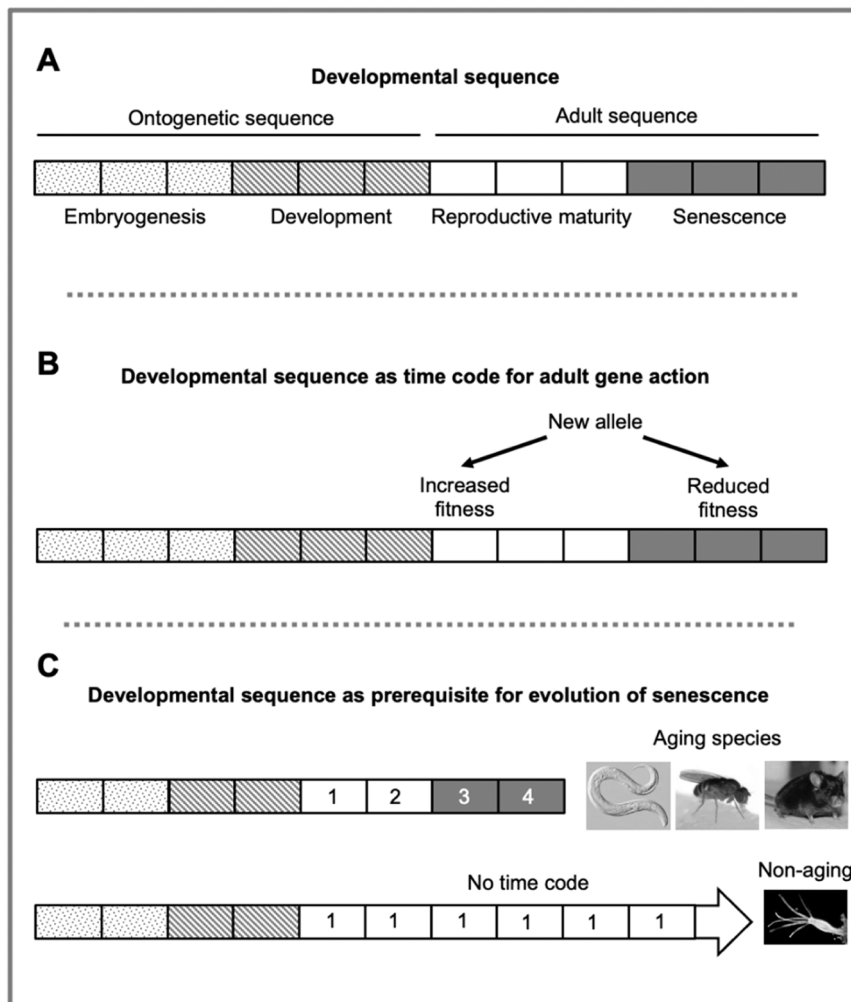 A
Developmental sequence
Ontogenetic sequence
Adult sequence
Embryogenesis
Development
Reproductive maturity
Senescence
B
Developmental sequence as time code for adult gene action
New allele
Increased
fitness
Reduced
fitness
C
Developmental sequence as prerequisite for evolution of senescence
Aging species
1 2 3 4
Non-aging
No time code
1 1 1 1 1 1